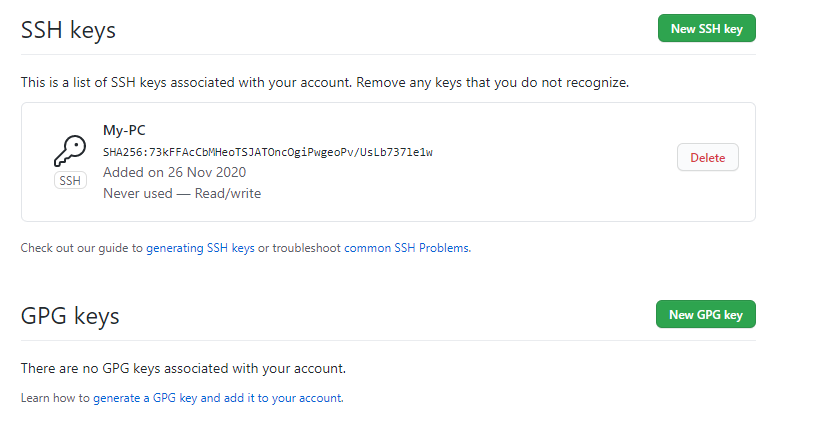 SSH keys
New SSH key
This is a list of SSH keys associated with your account. Remove any keys that you do not recognize.
My-PC
SHA256:73kFFAcCbMHeoTSJATOncOgiPwgeoPv/UsLb737le1w
Added on 26 Nov 2020
Never used — Read/write
SSH
Delete
Check out our guide to generating SSH keys or troubleshoot common SSH Problems.
GPG keys
New GPG key
There are no GPG keys associated with your account.
Learn how to generate a GPG key and add it to your account.